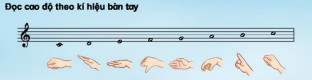 Đọc cao độ theo kí hiệu bàn tay